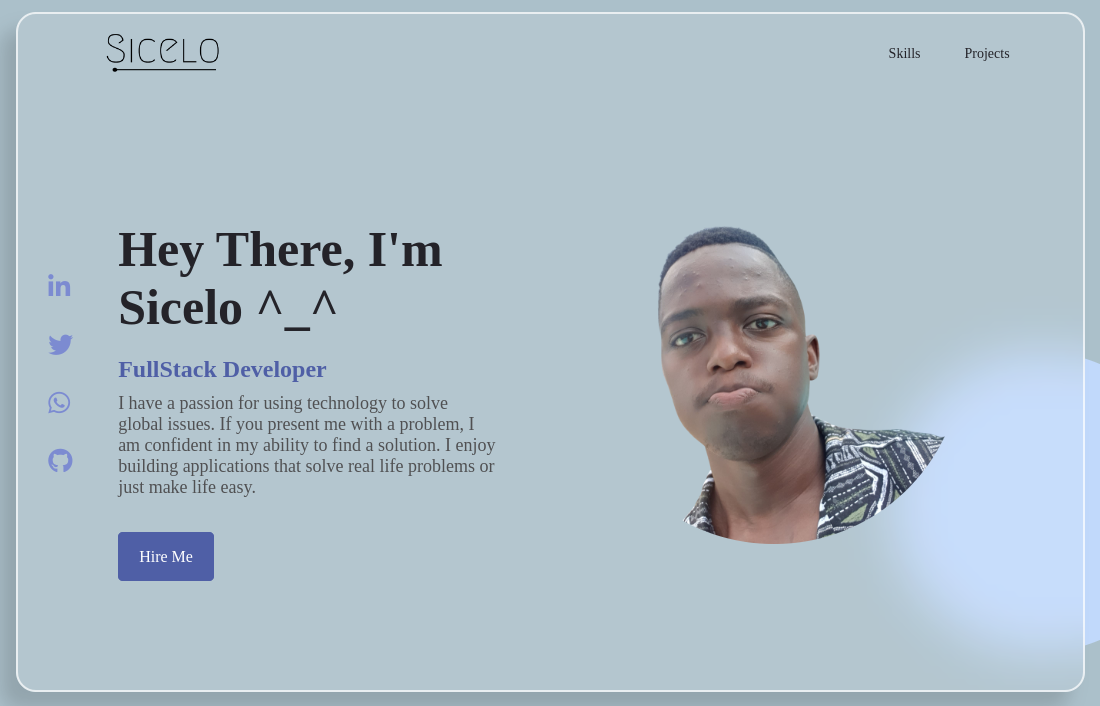 Sicelo
Skills
Projects
Hey There, I'm
Sicelo ^_^
FullStack Developer
I have a passion for using technology to solve
global issues. If you present me with a problem, I
am confident in my ability to find a solution. I enjoy
building applications that solve real life problems or
just make life easy.
Hire Me